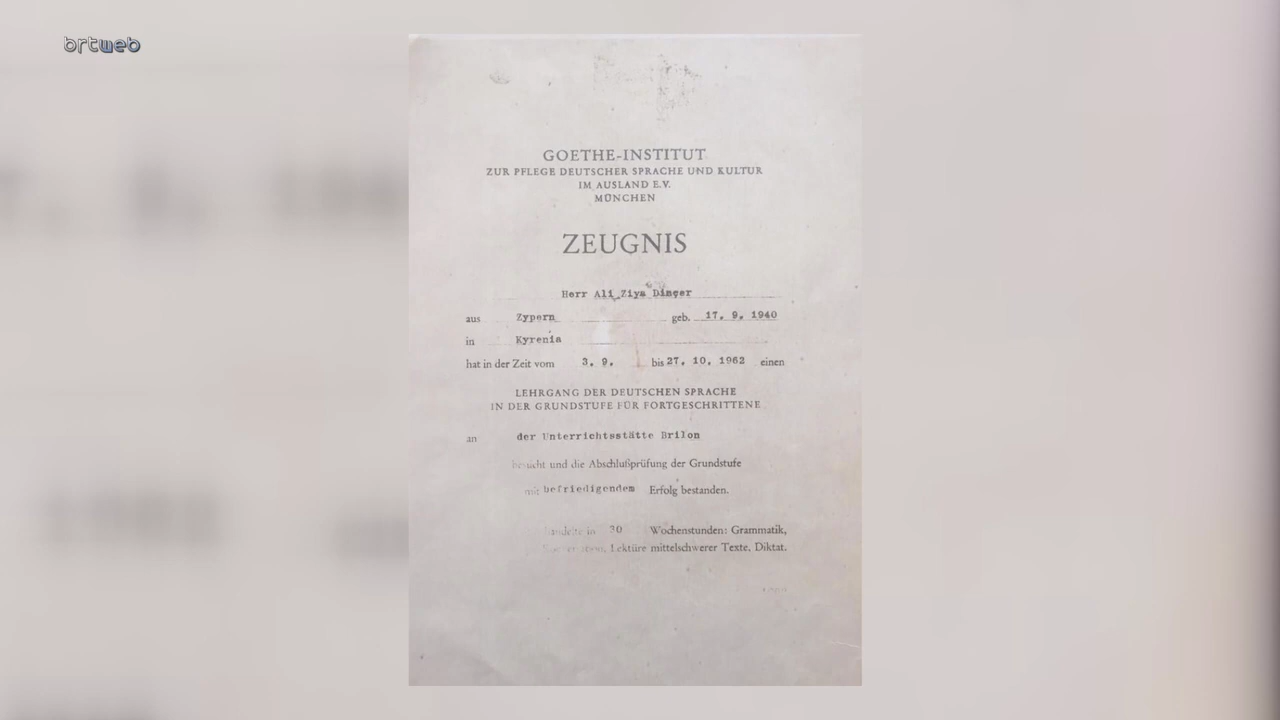 brtweb
GOETHE-INSTITUT
ZUR PFLEGE DEUTSCHER SPRACHE UND KULTUR
IM AUSLAND E.V.
MÜNCHEN
ZEUGNIS
Herr Ali Ziya Dinçer
aus Zypern geb. 17. 9. 1940
in Kyrenia
hat in der Zeit vom 3. 9. bis 27. 10. 1962 einen
LEHRGANG DER DEUTSCHEN SPRACHE
IN DER GRUNDSTUFE FÜR FORTGESCHRITTENE
an der Unterrichtsstätte Brilon
besucht und die Abschlußprüfung der Grundstufe
mit befriedigendem Erfolg bestanden.
in 30 Wochenstunden: Grammatik,
Lektüre mittelschwerer Texte, Diktat.